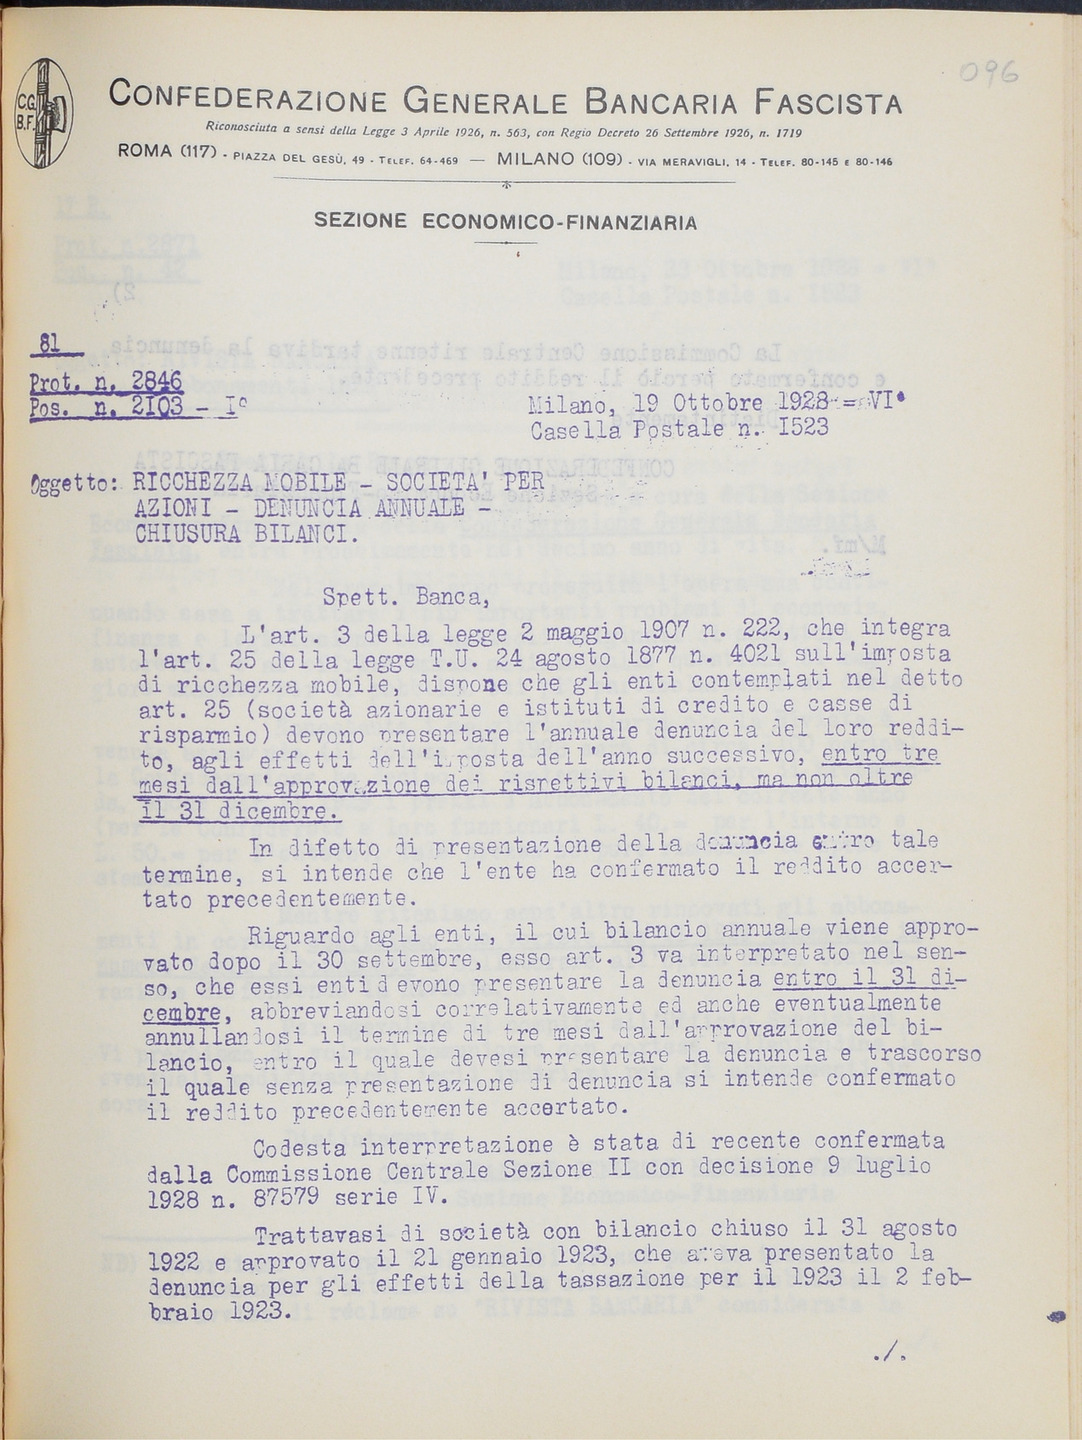 096
C.G.
B.F.
CONFEDERAZIONE GENERALE BANCARIA FASCISTA
Riconosciuta a sensi della Legge 3 Aprile 1926, n. 563, con Regio Decreto 26 Settembre 1926, n. 1719
ROMA (117) - PIAZZA DEL GESÙ, 49 - TELEF. 64-469 — MILANO (109) - VIA MERAVIGLI, 14 - TELEF. 80-145 E 80-146
SEZIONE ECONOMICO-FINANZIARIA
81
Prot. n. 2846
Pos. n. 2I03 - I°
Milano, 19 Ottobre 1928 = VI°
Casella Postale n. I523
Oggetto: RICCHEZZA MOBILE - SOCIETA' PER
AZIONI - DENUNCIA ANNUALE -
CHIUSURA BILANCI.
Spett. Banca,
L'art. 3 della legge 2 maggio 1907 n. 222, che integra
l'art. 25 della legge T.U. 24 agosto 1877 n. 4021 sull'imposta
di ricchezza mobile, dispone che gli enti contemplati nel detto
art. 25 (società azionarie e istituti di credito e casse di
risparmio) devono presentare l'annuale denuncia del loro reddi-
to, agli effetti dell'imposta dell'anno successivo, entro tre
mesi dall'approvazione dei rispettivi bilanci, ma non oltre
il 31 dicembre.
In difetto di presentazione della denuncia entro tale
termine, si intende che l'ente ha confermato il reddito accer-
tato precedentemente.
Riguardo agli enti, il cui bilancio annuale viene appro-
vato dopo il 30 settembre, esso art. 3 va interpretato nel sen-
so, che essi enti devono presentare la denuncia entro il 31 di-
cembre, abbreviandosi correlativamente ed anche eventualmente
annullandosi il termine di tre mesi dall'approvazione del bi-
lancio, entro il quale devesi presentare la denuncia e trascorso
il quale senza presentazione di denuncia si intende confermato
il reddito precedentemente accertato.
Codesta interpretazione è stata di recente confermata
dalla Commissione Centrale Sezione II con decisione 9 luglio
1928 n. 87579 serie IV.
Trattavasi di società con bilancio chiuso il 31 agosto
1922 e approvato il 21 gennaio 1923, che aveva presentato la
denuncia per gli effetti della tassazione per il 1923 il 2 feb-
braio 1923.
./.